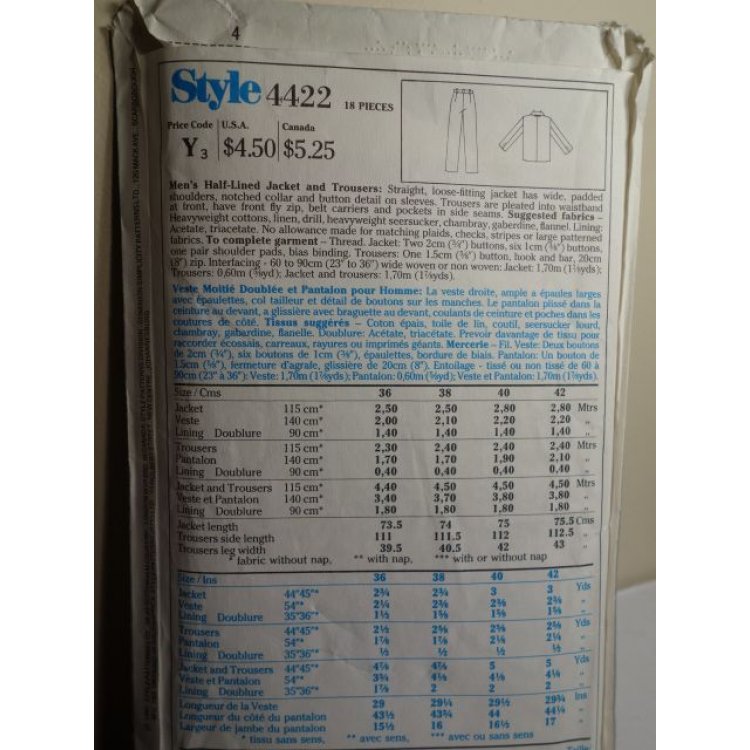 4
Style 4422 18 PIECES
Price Code U.S.A. Canada
Y3 $4.50 $5.25
Men's Half-Lined Jacket and Trousers: Straight, loose-fitting jacket has wide, padded
shoulders, notched collar and button detail on sleeves. Trousers are pleated into waistband
at front, have front fly zip, belt carriers and pockets in side seams. Suggested fabrics –
Heavyweight cottons, linen, drill, heavyweight seersucker, chambray, gaberdine, flannel. Lining:
Acetate, triacetate. No allowance made for matching plaids, checks, stripes or large patterned
fabrics. To complete garment – Thread. Jacket: Two 2cm (¾") buttons, six 1cm (⅜") buttons,
one pair shoulder pads, bias binding. Trousers: One 1.5cm (⅝") button, hook and bar, 20cm
(8") zip. Interfacing - 60 to 90cm (23" to 36") wide woven or non woven: Jacket: 1,70m (1⅞yds);
Trousers: 0,60m (⅝yd); Jacket and trousers: 1,70m (1⅞yds).
Veste Moitié Doublée et Pantalon pour Homme: La veste droite, ample a épaules larges
avec épaulettes, col tailleur et détail de boutons sur les manches. Le pantalon plissé dans la
ceinture au devant, a glissière avec braguette au devant, coulants de ceinture et poches dans les
coutures de côté. Tissus suggérés – Coton épais, toile de lin, coutil, seersucker lourd,
chambray, gabardine, flanelle. Doublure: Acétate, triacétate. Prevoir davantage de tissu pour
raccorder écossais, carreaux, rayures ou imprimés géants. Mercerie – Fil. Veste: Deux boutons
de 2cm (¾"), six boutons de 1cm (⅜"), épaulettes, bordure de biais. Pantalon: Un bouton de
1.5cm (⅝"), fermeture d'agrafe, glissière de 20cm (8"). Entoilage - tissé ou non tissé de 60 à
90cm (23" à 36"): Veste: 1,70m (1⅞yds); Pantalon: 0,60m (⅝yd); Veste et Pantalon: 1,70m (1⅞yds).
Size / Cms 36 38 40 42
Jacket 115 cm* 2,50 2,50 2,80 2,80 Mtrs
Veste 140 cm* 2,00 2,10 2,20 2,20 "
Lining Doublure 90 cm* 1,40 1,40 1,40 1,40 "
Trousers 115 cm* 2,30 2,40 2,40 2,40 Mtrs
Pantalon 140 cm* 1,70 1,70 1,90 2,10 "
Lining Doublure 90 cm* 0,40 0,40 0,40 0,40 "
Jacket and Trousers 115 cm* 4,40 4,50 4,50 4,50 Mtrs
Veste et Pantalon 140 cm* 3,40 3,70 3,80 3,80 "
Lining Doublure 90 cm* 1,80 1,80 1,80 1,80 "
Jacket length 73.5 74 75 75.5 Cms
Trousers side length 111 111.5 112 112.5 "
Trousers leg width 39.5 40.5 42 43 "
* fabric without nap, ** with nap, *** with or without nap
Size / Ins 36 38 40 42
Jacket 44"45"* 2¾ 2¾ 3 3 Yds
Veste 54"* 2¼ 2⅜ 2⅜ 2⅜ "
Lining Doublure 35"36"* 1½ 1⅝ 1⅝ 1⅝ "
Trousers 44"45"* 2½ 2⅝ 2⅝ 2⅝ Yds
Pantalon 54"* 1⅞ 1⅞ 2⅛ 2¼ "
Lining Doublure 35"36"* ½ ½ ½ ½ "
Jacket and Trousers 44"45"* 4⅞ 4⅞ 5 5 Yds
Veste et Pantalon 54"* 3¾ 4⅛ 4⅛ 4⅛ "
Lining Doublure 35"36"* 1⅞ 2 2 2 "
Longueur de la Veste 29 29¼ 29½ 29¾ Ins
Longueur du côté du pantalon 43½ 43¾ 44 44¼ "
Largeur de jambe du pantalon 15½ 16 16½ 17 "
* tissu sans sens, ** avec sens, *** avec ou sans sens